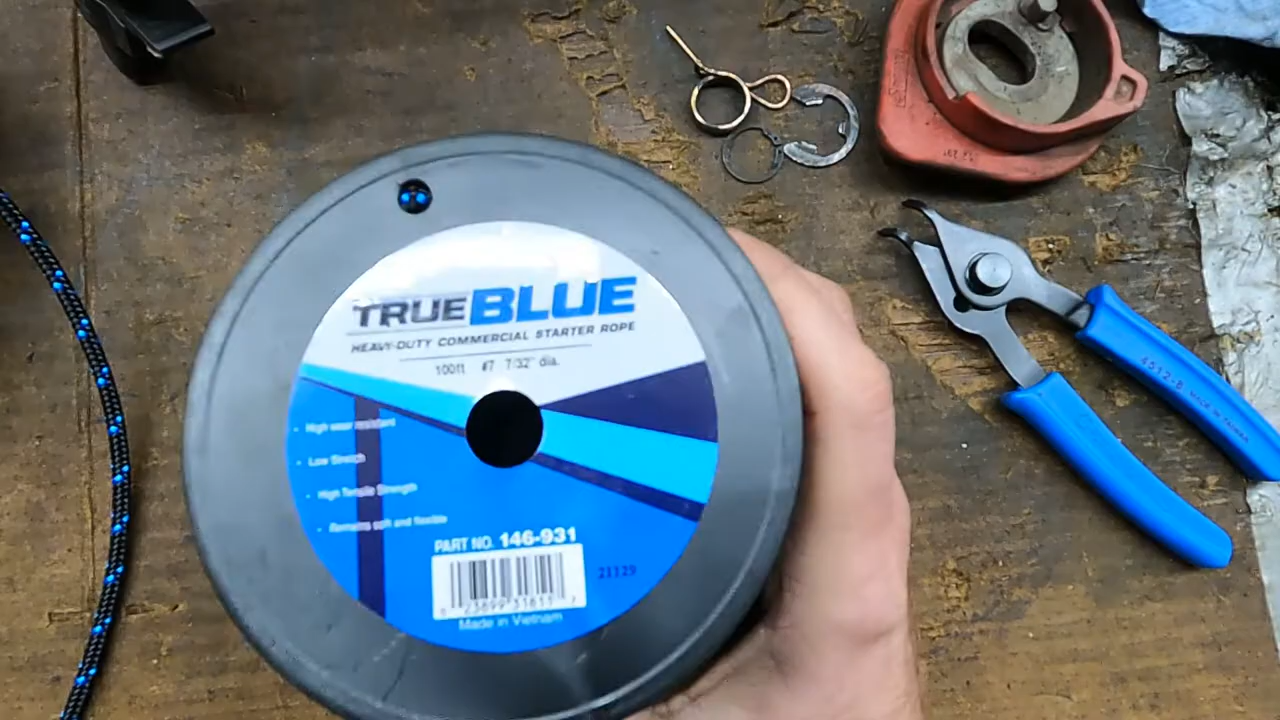 TRUEBLUE
HEAVY-DUTY COMMERCIAL STARTER ROPE
100ft #7 7/32" dia.
• High wear resistant
• Low Stretch
• High Tensile Strength
• Remains soft and flexible
PART NO. 146-931
21129
Made in Vietnam
4512-B MADE IN TAIWAN